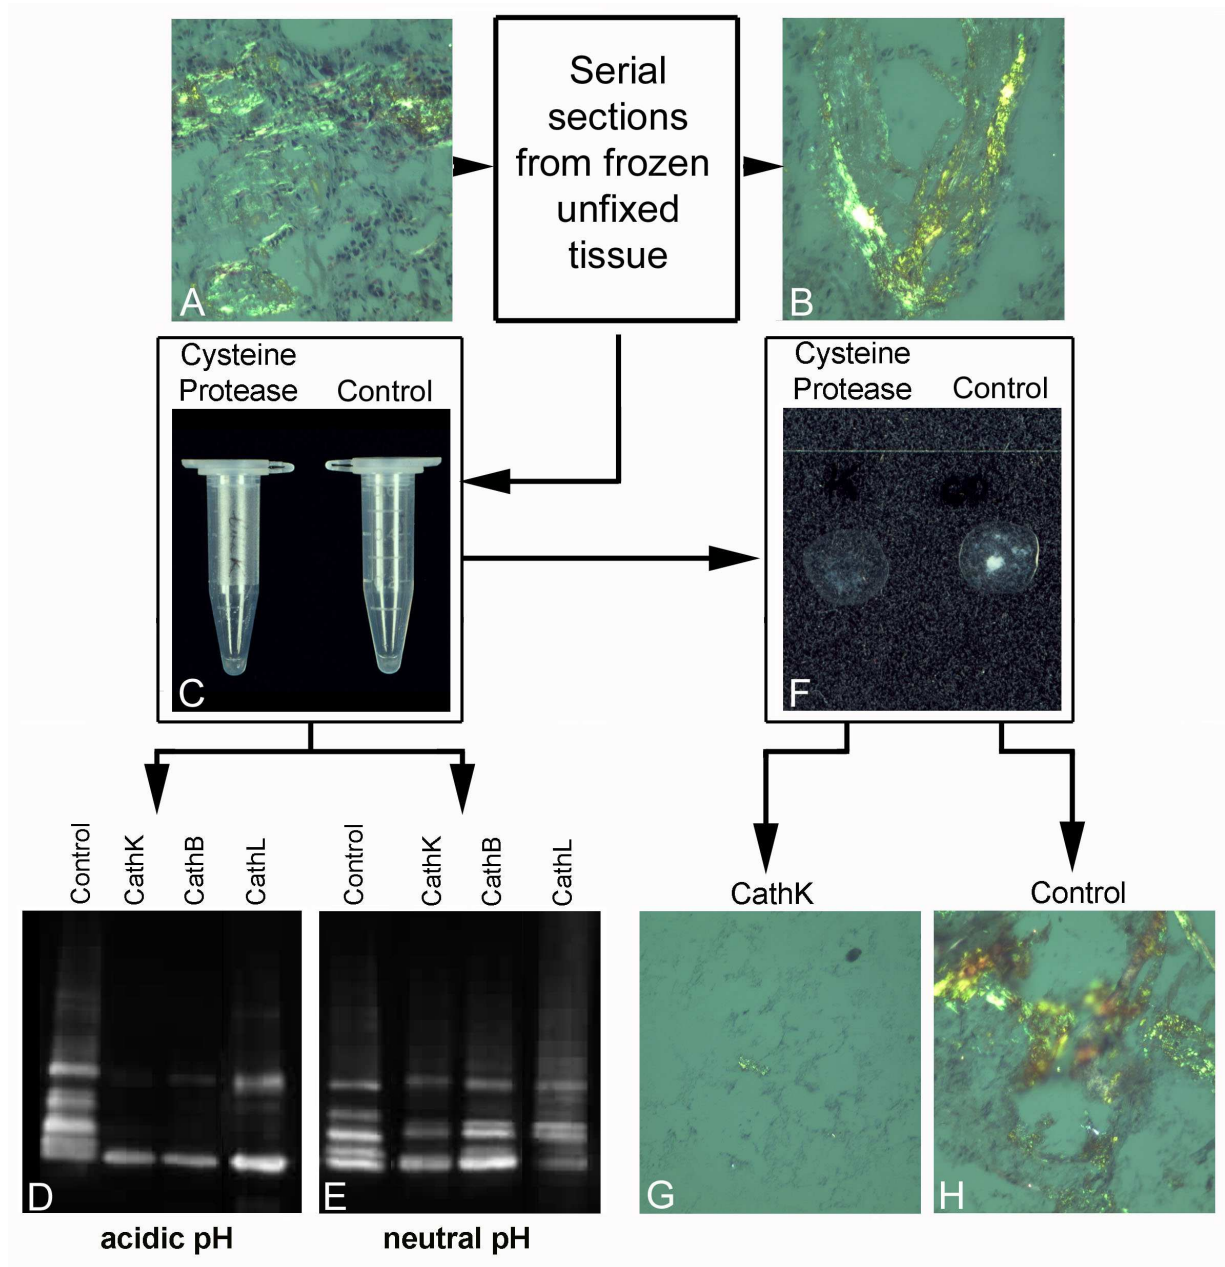 Serial
sections
from frozen
unfixed
tissue
A
B
Cysteine
Protease Control
C
Cysteine
Protease Control
F
Control CathK CathB CathL
D
acidic pH
Control CathK CathB CathL
E
neutral pH
CathK
G
Control
H